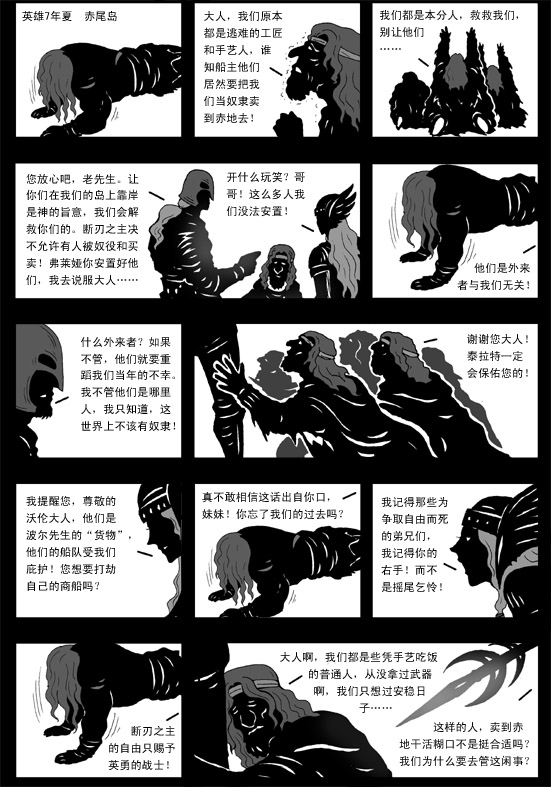 英雄7年夏 赤尾岛
大人，我们原本
都是逃难的工匠
和手艺人，谁
知船主他们
居然要把我
们当奴隶卖
到赤地去！
我们都是本分人，救救我们，
别让他们
……
您放心吧，老先生。让
你们在我们的岛上靠岸
是神的旨意，我们会解
救你们的。断刃之主决
不允许有人被奴役和买
卖！弗莱娅你安置好他
们，我去说服大人……
开什么玩笑？哥
哥！这么多人我
们没法安置！
他们是外来
者与我们无关！
什么外来者？如果
不管，他们就要重
蹈我们当年的不幸。
我不管他们是哪里
人，我只知道，这
世界上不该有奴隶！
谢谢您大人！
泰拉特一定
会保佑您的！
我提醒您，尊敬的
沃伦大人，他们是
波尔先生的“货物”，
他们的船队受我们
庇护！您想要打劫
自己的商船吗？
真不敢相信这话出自你口，
妹妹！你忘了我们的过去吗？
我记得那些为
争取自由而死
的弟兄们，
我记得你的
右手！而不
是摇尾乞怜！
断刃之主
的自由只赐予
英勇的战士！
大人啊，我们都是些凭手艺吃饭
的普通人，从没拿过武器
啊，我们只想过安稳日
子……
这样的人，卖到赤
地干活糊口不是挺合适吗？
我们为什么要去管这闲事？